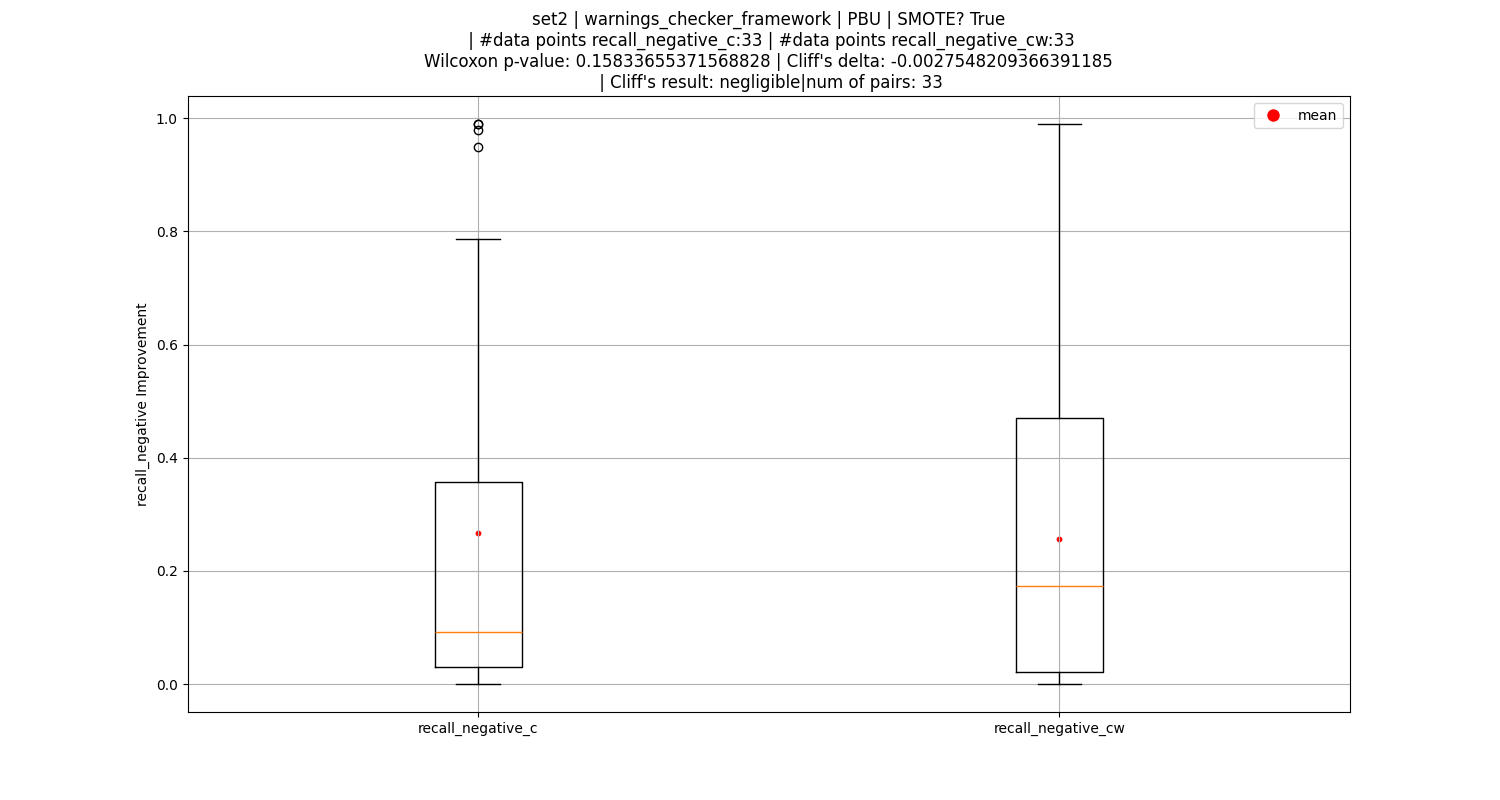 set2 | warnings_checker_framework | PBU | SMOTE? True
| #data points recall_negative_c:33 | #data points recall_negative_cw:33
Wilcoxon p-value: 0.15833655371568828 | Cliff's delta: -0.0027548209366391185
| Cliff's result: negligible|num of pairs: 33
mean
1.0
0.8
0.6
0.4
0.2
0.0
recall_negative Improvement
recall_negative_c
recall_negative_cw